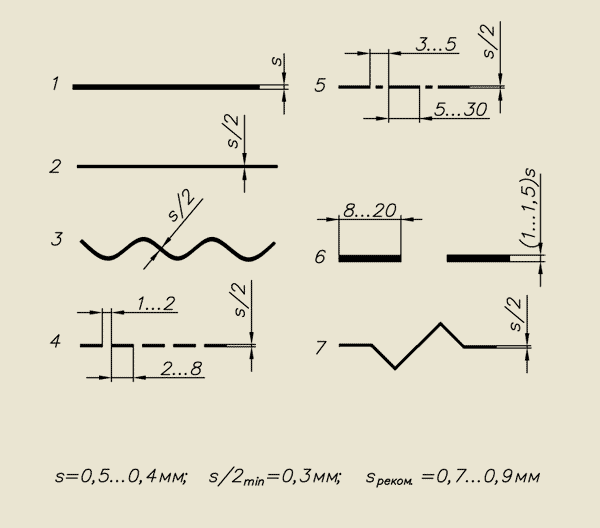 1
s
2
s/2
3
s/2
4
1...2
2...8
s/2
5
3...5
5...30
s/2
6
8...20
(1...1,5)s
7
s/2
s=0,5...0,4мм; s/2min=0,3мм; sреком. =0,7...0,9мм